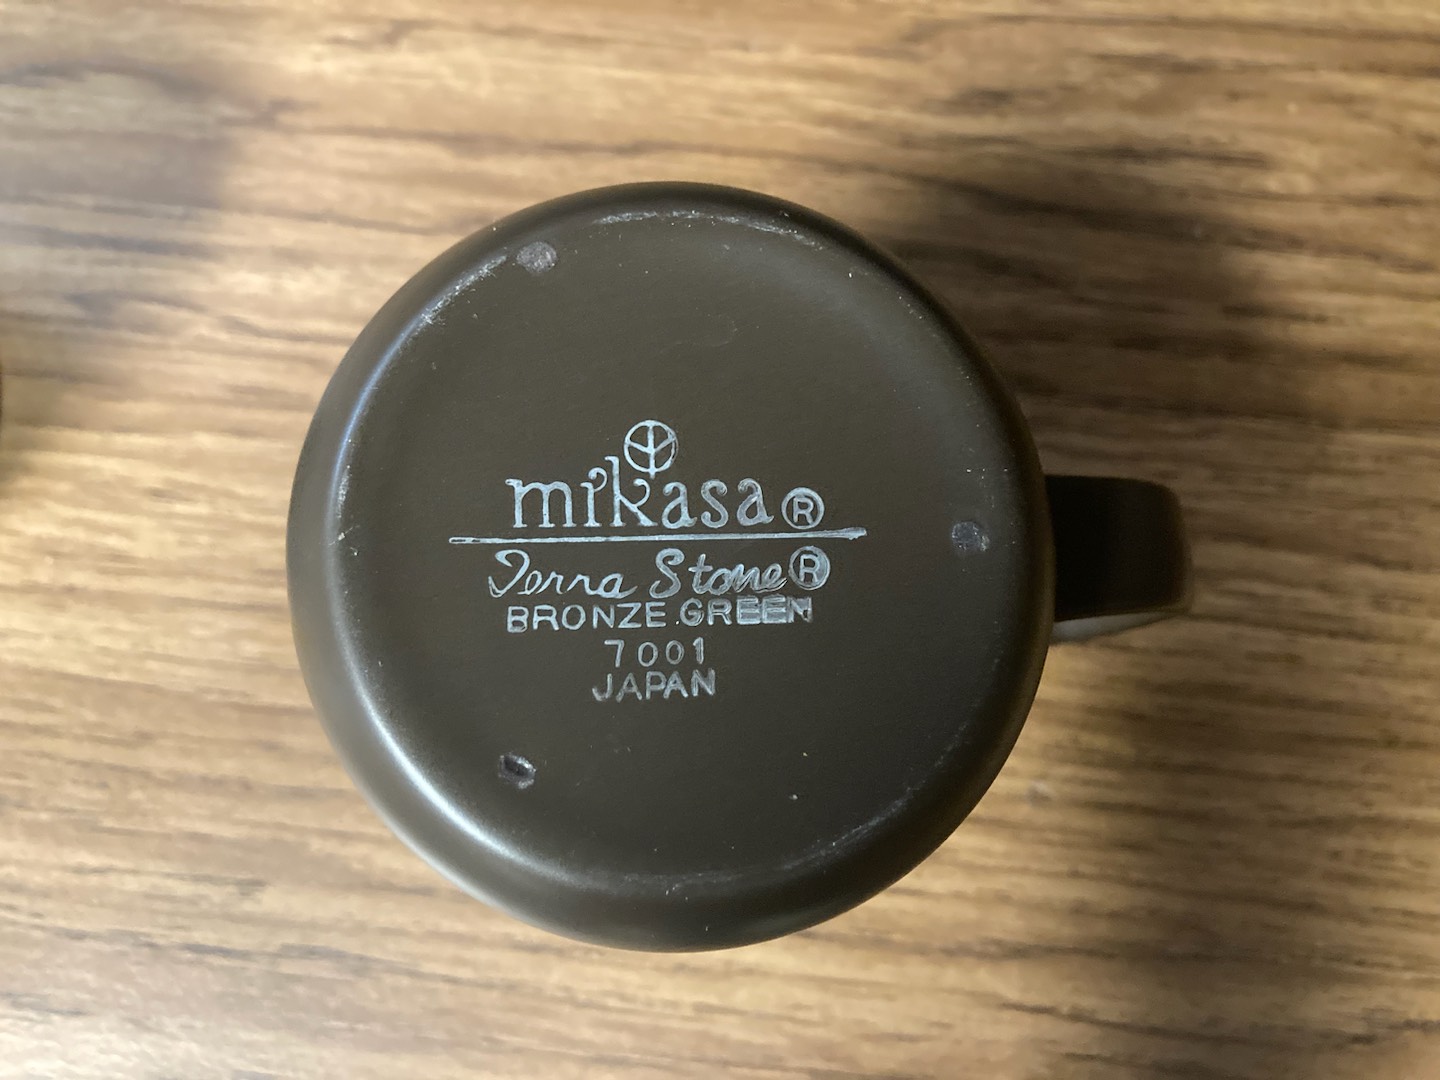 mikasa®
Terra Stone®
BRONZE GREEN
7001
JAPAN